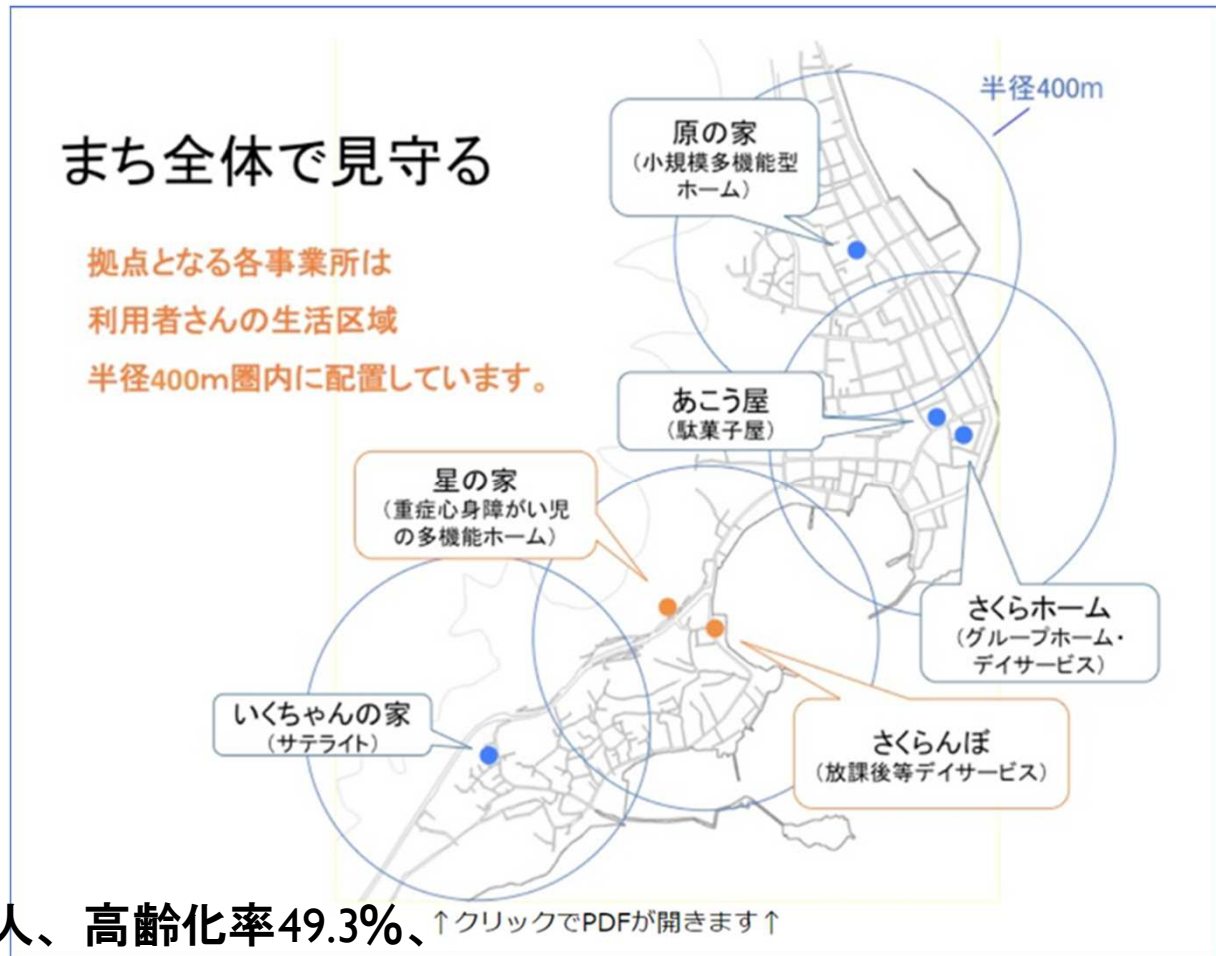 半径400m
まち全体で見守る
拠点となる各事業所は
利用者さんの生活区域
半径400m圏内に配置しています。
原の家
(小規模多機能型
ホーム)
あこう屋
(駄菓子屋)
星の家
(重症心身障がい児
の多機能ホーム)
さくらホーム
(グループホーム・
デイサービス)
いくちゃんの家
(サテライト)
さくらんぼ
(放課後等デイサービス)
人、高齢化率49.3%、
↑クリックでPDFが開きます↑